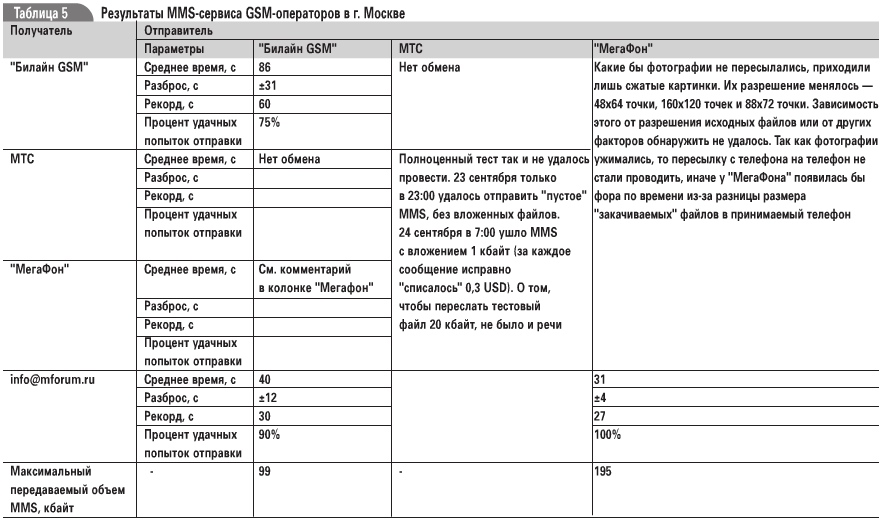 Таблица 5 Результаты MMS-сервиса GSM-операторов в г. Москве
Получатель Отправитель
Параметры "Билайн GSM" МТС "МегаФон"
"Билайн GSM" Среднее время, с 86 Нет обмена
Разброс, с ±31
Рекорд, с 60
Процент удачных 75%
попыток отправки
Какие бы фотографии не пересылались, приходили
лишь сжатые картинки. Их разрешение менялось —
48x64 точки, 160x120 точек и 88x72 точки. Зависимость
этого от разрешения исходных файлов или от других
факторов обнаружить не удалось. Так как фотографии
ужимались, то пересылку с телефона на телефон не
стали проводить, иначе у "МегаФона" появилась бы
фора по времени из-за разницы размера
"закачиваемых" файлов в принимаемый телефон
МТС Среднее время, с Нет обмена
Разброс, с
Рекорд, с
Процент удачных
попыток отправки
Полноценный тест так и не удалось
провести. 23 сентября только
в 23:00 удалось отправить "пустое"
MMS, без вложенных файлов.
24 сентября в 7:00 ушло MMS
с вложением 1 кбайт (за каждое
сообщение исправно
"списалось" 0,3 USD). О том,
чтобы переслать тестовый
файл 20 кбайт, не было и речи
"МегаФон" Среднее время, с См. комментарий
в колонке "Мегафон"
Разброс, с
Рекорд, с
Процент удачных
попыток отправки
info@mforum.ru Среднее время, с 40 31
Разброс, с ±12 ±4
Рекорд, с 30 27
Процент удачных 90% 100%
попыток отправки
Максимальный - 99 - 195
передаваемый объем
MMS, кбайт